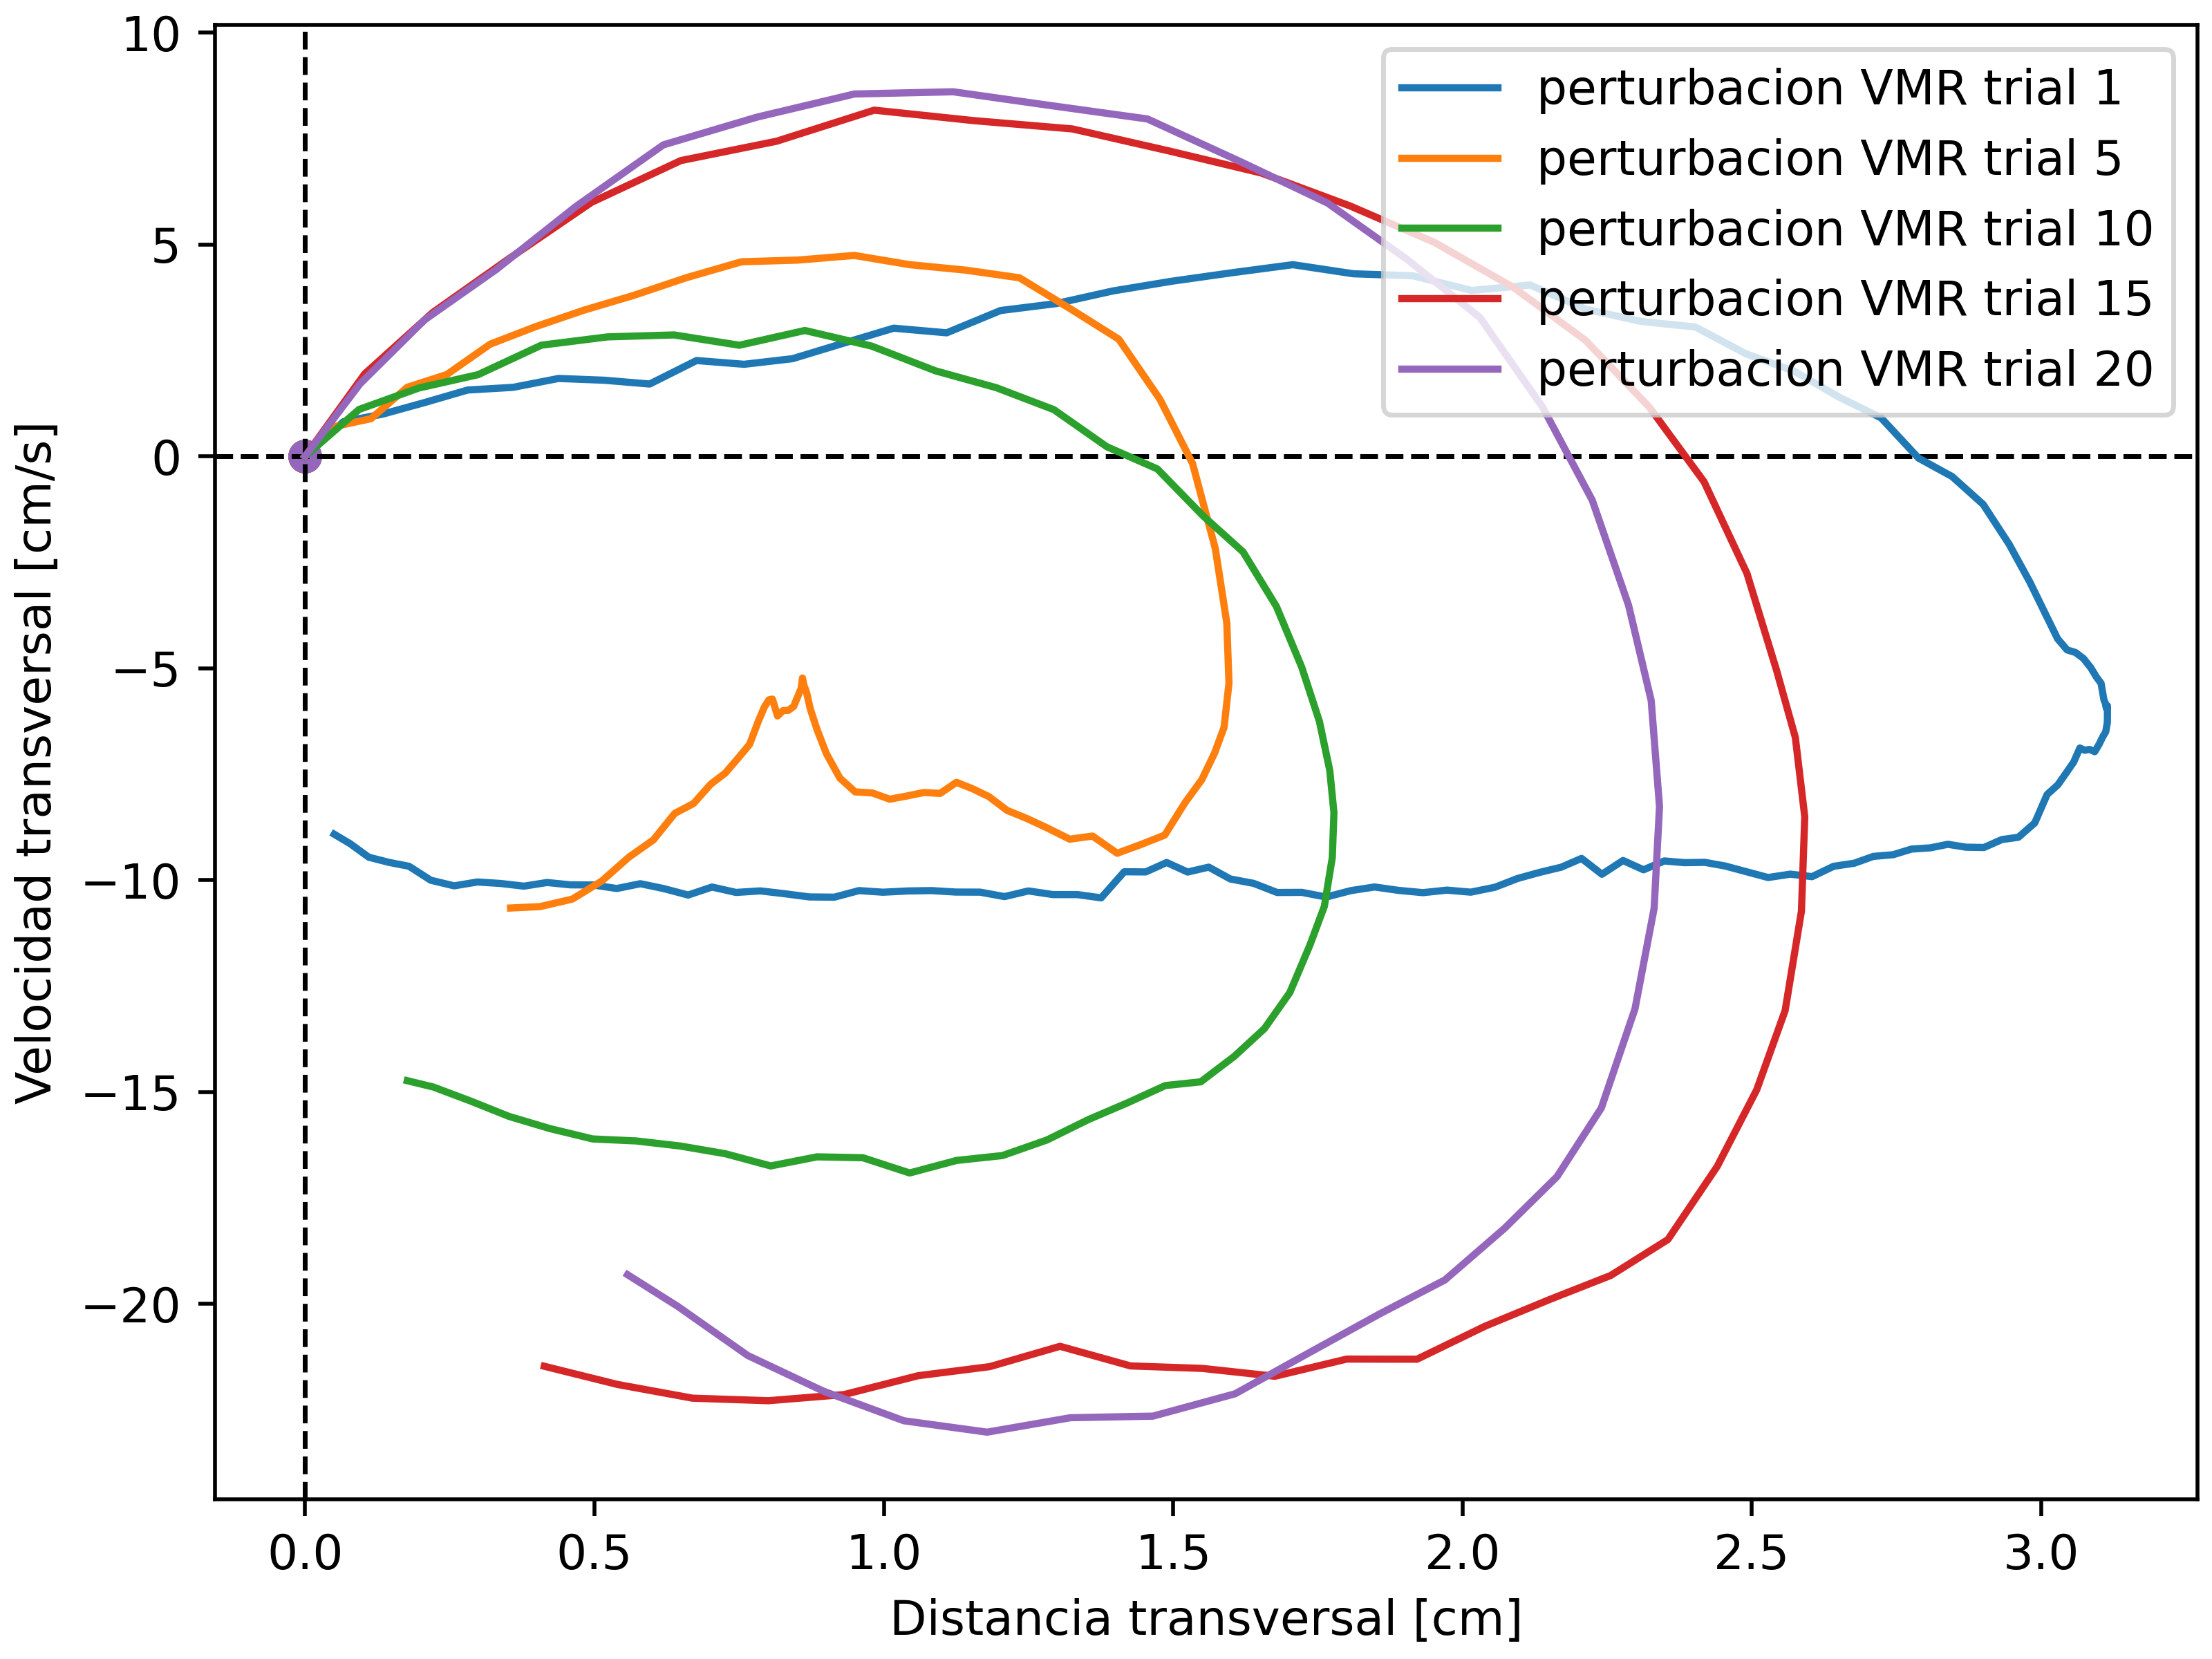 10
5
0
−5
−10
−15
−20
Velocidad transversal [cm/s]
perturbacion VMR trial 1
perturbacion VMR trial 5
perturbacion VMR trial 10
perturbacion VMR trial 15
perturbacion VMR trial 20
0.0 0.5 1.0 1.5 2.0 2.5 3.0
Distancia transversal [cm]